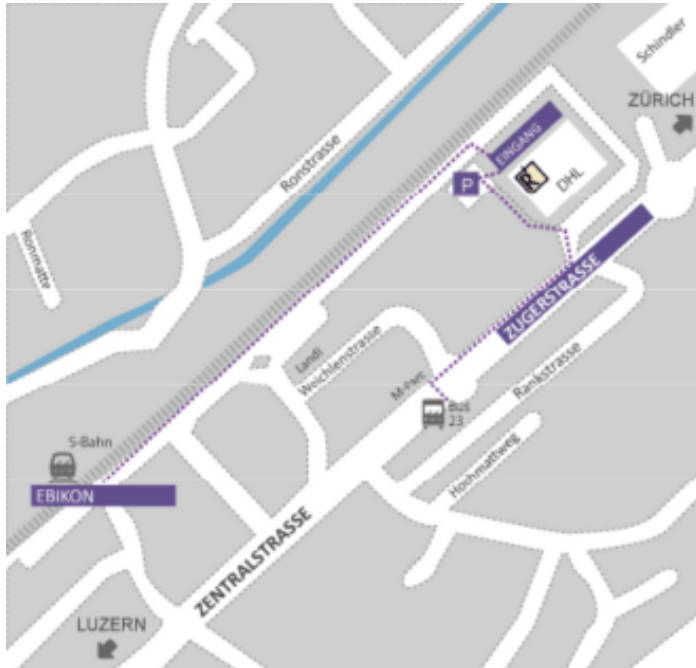 Schindler
ZÜRICH
EINGANG
Ronstrasse
P
R
DHL
Ronmatte
ZUGERSTRASSE
Landi
Weichlenstrasse
Rankstrasse
M-Parc
Bus
23
S-Bahn
Hochmattweg
EBIKON
ZENTRALSTRASSE
LUZERN